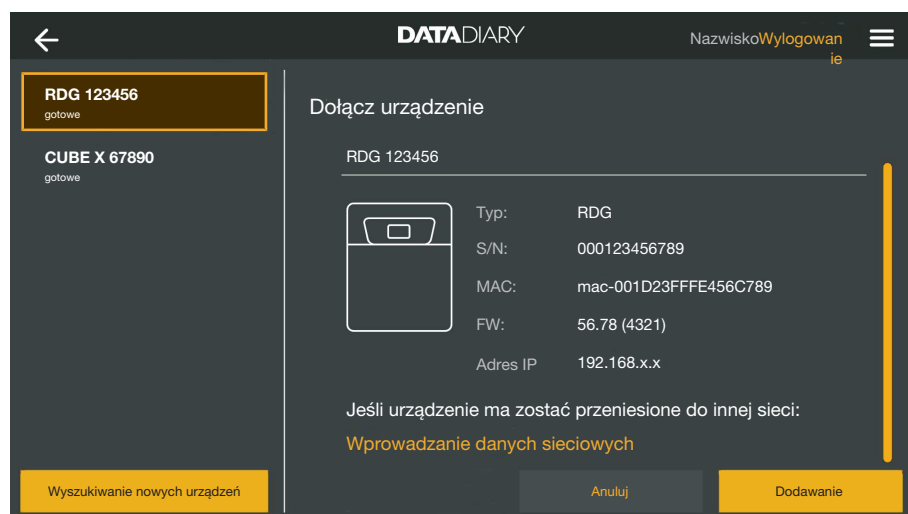 DATADIARY
NazwiskoWylogowan
ie
RDG 123456
gotowe
CUBE X 67890
gotowe
Wyszukiwanie nowych urządzeń
Dołącz urządzenie
RDG 123456
Typ: RDG
S/N: 000123456789
MAC: mac-001D23FFFE456C789
FW: 56.78 (4321)
Adres IP 192.168.x.x
Jeśli urządzenie ma zostać przeniesione do innej sieci:
Wprowadzanie danych sieciowych
Anuluj
Dodawanie